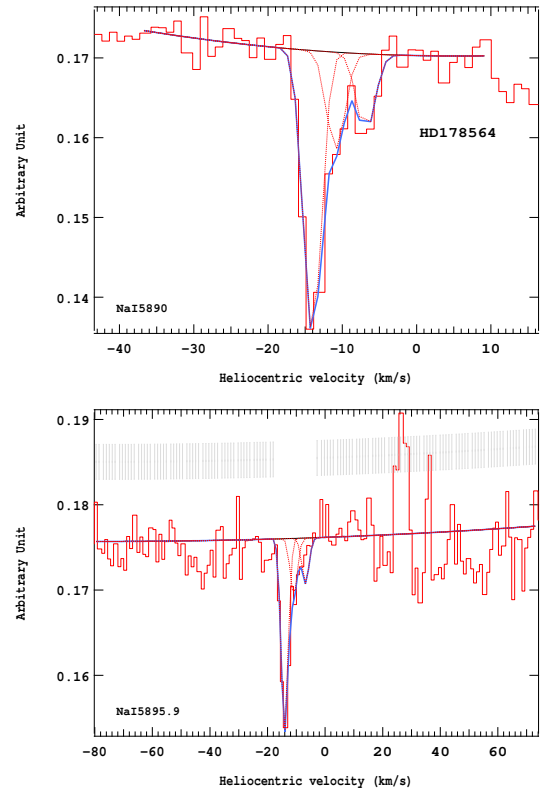 0.17
0.16
0.15
0.14
Arbitrary Unit
HD178564
NaI5890
-40 -30 -20 -10 0 10
Heliocentric velocity (km/s)
0.19
0.18
0.17
0.16
Arbitrary Unit
NaI5895.9
-80 -60 -40 -20 0 20 40 60
Heliocentric velocity (km/s)